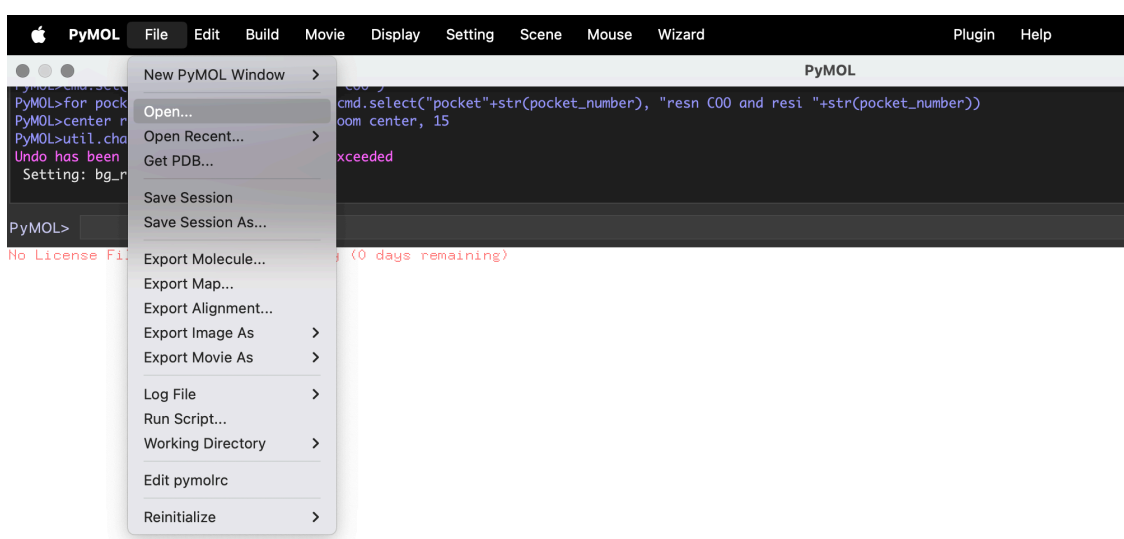 PyMOL File Edit Build Movie Display Setting Scene Mouse Wizard Plugin Help
PyMOL
PyMOL>for pock cmd.select("pocket"+str(pocket_number), "resn COO and resi "+str(pocket_number))
PyMOL>center r oom center, 15
PyMOL>util.cha
Undo has been xceeded
Setting: bg_r
PyMOL>
No License Fi (0 days remaining)
New PyMOL Window
Open...
Open Recent...
Get PDB...
Save Session
Save Session As...
Export Molecule...
Export Map...
Export Alignment...
Export Image As
Export Movie As
Log File
Run Script...
Working Directory
Edit pymolrc
Reinitialize